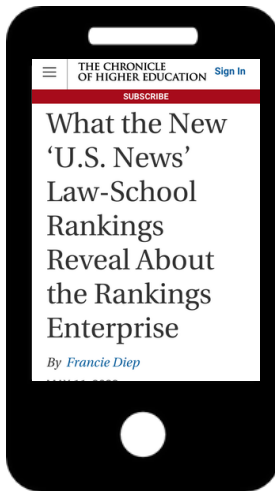 THE CHRONICLE
OF HIGHER EDUCATION
Sign In
SUBSCRIBE
What the New
‘U.S. News’
Law-School
Rankings
Reveal About
the Rankings
Enterprise
By Francie Diep